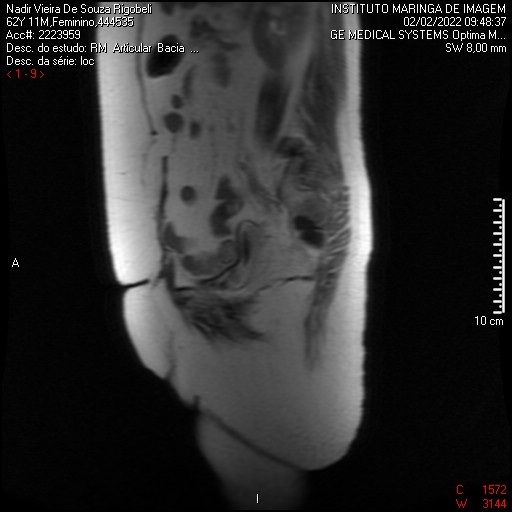 Nadir Vieira De Souza Rigobeli
62Y 11M,Feminino,444535
Acc#: 2223959
Desc. do estudo: RM Articular Bacia ...
Desc. da série: loc
< 1 - 9 >
INSTITUTO MARINGA DE IMAGEM
02/02/2022 09:48:37
GE MEDICAL SYSTEMS Optima M...
SW 8,00 mm
A
10 cm
I
C 1572
W 3144